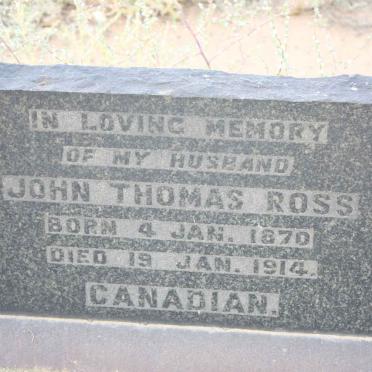 IN LOVING MEMORY
OF MY HUSBAND
JOHN THOMAS ROSS
BORN 4 JAN. 1870
DIED 19 JAN. 1914.
CANADIAN.